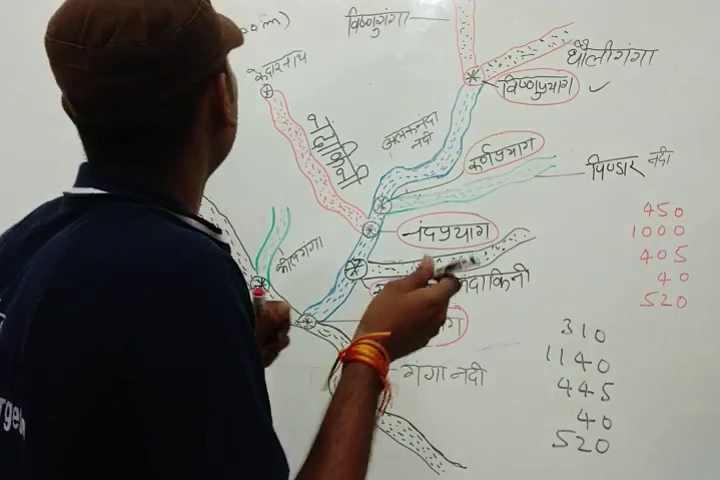 विष्णुगंगा
धौलीगंगा
केदारनाथ
विष्णुप्रयाग
अलकनंदा
नदी
मंदाकिनी
कर्णप्रयाग
पिण्डार नदी
नंदप्रयाग
भीलगंगा
गंगा नदी
450
1000
405
40
520
310
1140
445
40
520